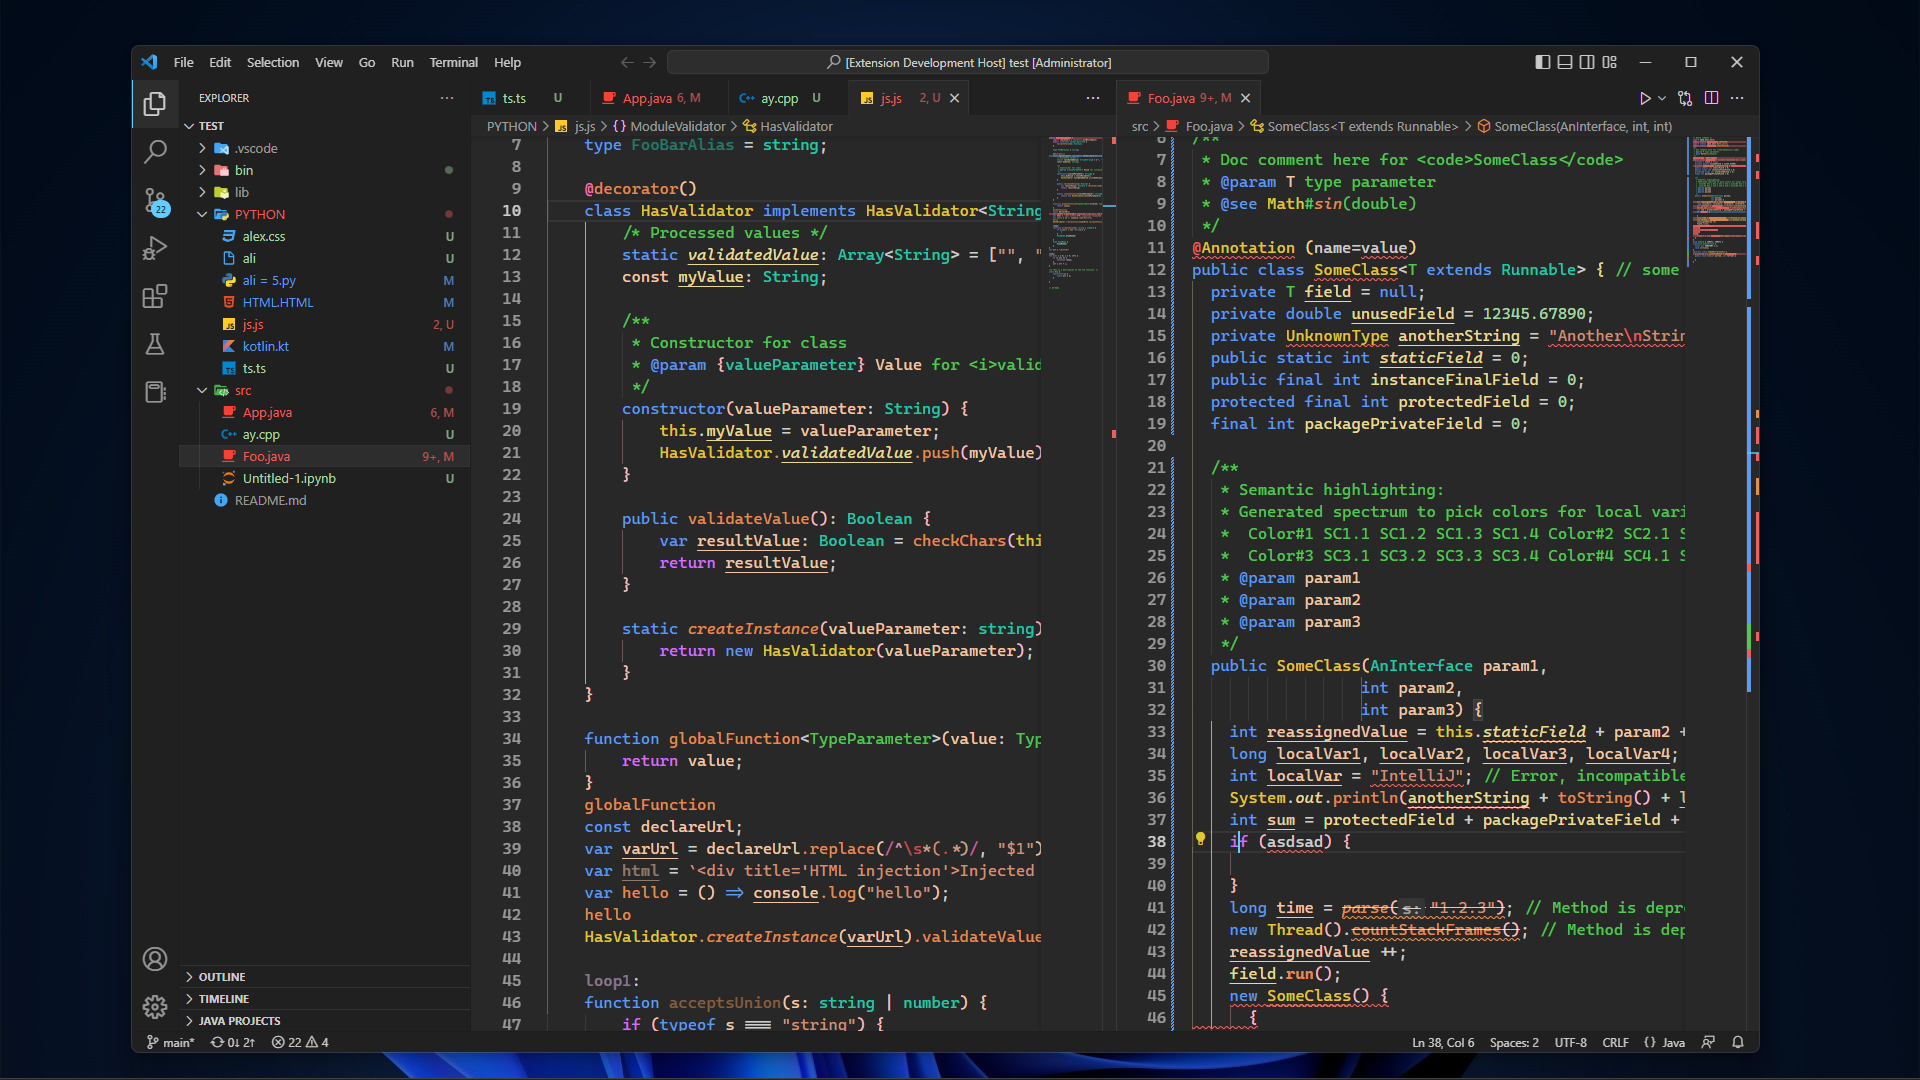 File Edit Selection View Go Run Terminal Help
[Extension Development Host] test [Administrator]
EXPLORER
TEST
.vscode
bin
lib
PYTHON
alex.css U
ali U
ali = 5.py M
HTML.HTML M
js.js 2, U
kotlin.kt M
ts.ts U
src
App.java 6, M
ay.cpp U
Foo.java 9+, M
Untitled-1.ipynb U
README.md
22
OUTLINE
TIMELINE
JAVA PROJECTS
ts.ts U App.java 6, M ay.cpp U js.js 2, U
PYTHON > js.js > {} ModuleValidator > HasValidator
7 type FooBarAlias = string;
8
9 @decorator()
10 class HasValidator implements HasValidator<String
11 /* Processed values */
12 static validatedValue: Array<String> = ["", "
13 const myValue: String;
14
15 /**
16 * Constructor for class
17 * @param {valueParameter} Value for <i>valid
18 */
19 constructor(valueParameter: String) {
20 this.myValue = valueParameter;
21 HasValidator.validatedValue.push(myValue)
22 }
23
24 public validateValue(): Boolean {
25 var resultValue: Boolean = checkChars(thi
26 return resultValue;
27 }
28
29 static createInstance(valueParameter: string)
30 return new HasValidator(valueParameter);
31 }
32 }
33
34 function globalFunction<TypeParameter>(value: Typ
35 return value;
36 }
37 globalFunction
38 const declareUrl;
39 var varUrl = declareUrl.replace(/^\s*(.*)/, "$1")
40 var html = `<div title='HTML injection'>Injected
41 var hello = () => console.log("hello");
42 hello
43 HasValidator.createInstance(varUrl).validateValue
44
45 loop1:
46 function acceptsUnion(s: string | number) {
47 if (typeof s === "string") {
Foo.java 9+, M
src > Foo.java > SomeClass<T extends Runnable> > SomeClass(AnInterface, int, int)
6 /**
7 * Doc comment here for <code>SomeClass</code>
8 * @param T type parameter
9 * @see Math#sin(double)
10 */
11 @Annotation (name=value)
12 public class SomeClass<T extends Runnable> { // some
13 private T field = null;
14 private double unusedField = 12345.67890;
15 private UnknownType anotherString = "Another\nStrin
16 public static int staticField = 0;
17 public final int instanceFinalField = 0;
18 protected final int protectedField = 0;
19 final int packagePrivateField = 0;
20
21 /**
22 * Semantic highlighting:
23 * Generated spectrum to pick colors for local vari
24 * Color#1 SC1.1 SC1.2 SC1.3 SC1.4 Color#2 SC2.1 S
25 * Color#3 SC3.1 SC3.2 SC3.3 SC3.4 Color#4 SC4.1 S
26 * @param param1
27 * @param param2
28 * @param param3
29 */
30 public SomeClass(AnInterface param1,
31 int param2,
32 int param3) {
33 int reassignedValue = this.staticField + param2 +
34 long localVar1, localVar2, localVar3, localVar4;
35 int localVar = "IntelliJ"; // Error, incompatible
36 System.out.println(anotherString + toString() + l
37 int sum = protectedField + packagePrivateField +
38 if (asdsad) {
39
40 }
41 long time = parse(s: "1.2.3"); // Method is depre
42 new Thread().countStackFrames(); // Method is dep
43 reassignedValue ++;
44 field.run();
45 new SomeClass() {
46 {
main* 0↓ 2↑ 22 4
Ln 38, Col 6 Spaces: 2 UTF-8 CRLF {} Java